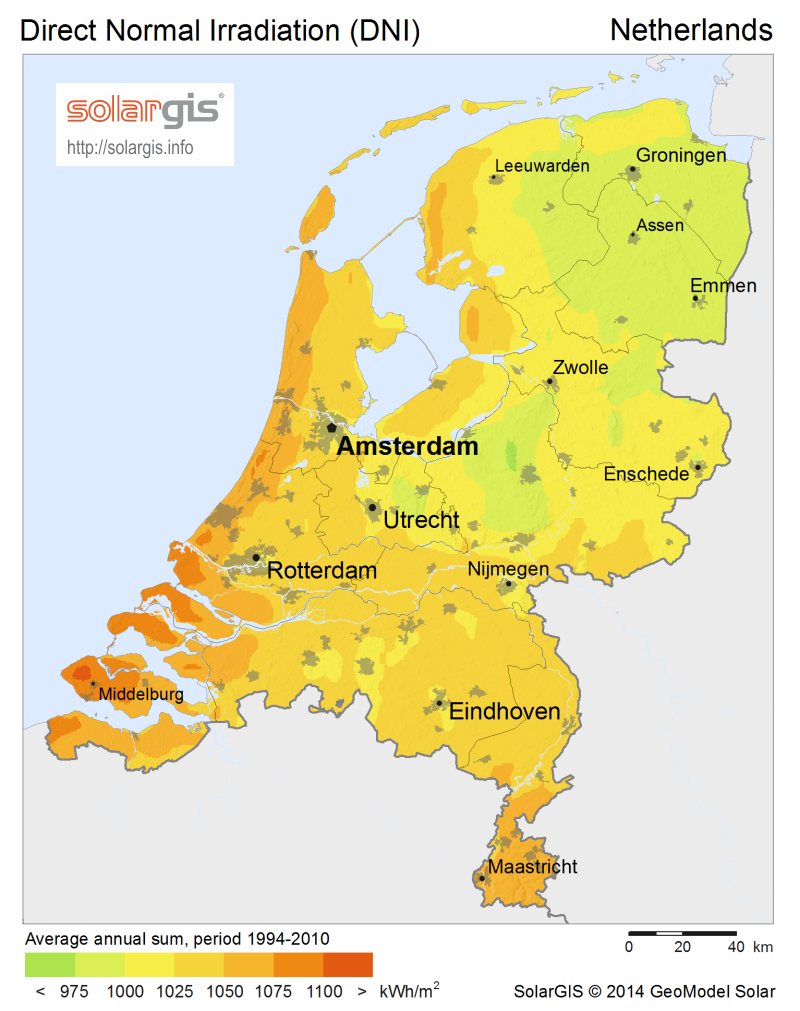 Direct Normal Irradiation (DNI)
Netherlands
solargis®
http://solargis.info
Leeuwarden
Groningen
Assen
Emmen
Zwolle
Amsterdam
Enschede
Utrecht
Rotterdam
Nijmegen
Middelburg
Eindhoven
Maastricht
Average annual sum, period 1994-2010
0 20 40 km
< 975 1000 1025 1050 1075 1100 > kWh/m²
SolarGIS © 2014 GeoModel Solar